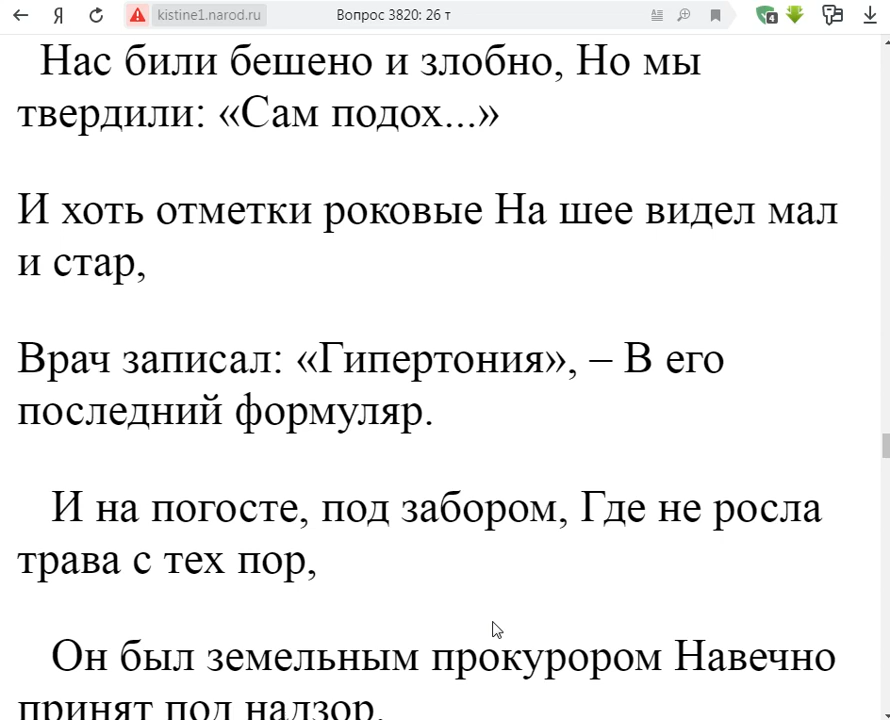 Я
kistine1.narod.ru
Вопрос 3820: 26 т
4
Нас били бешено и злобно, Но мы
твердили: «Сам подох...»
И хоть отметки роковые На шее видел мал
и стар,
Врач записал: «Гипертония», – В его
последний формуляр.
И на погосте, под забором, Где не росла
трава с тех пор,
Он был земельным прокурором Навечно
принят под надзор.